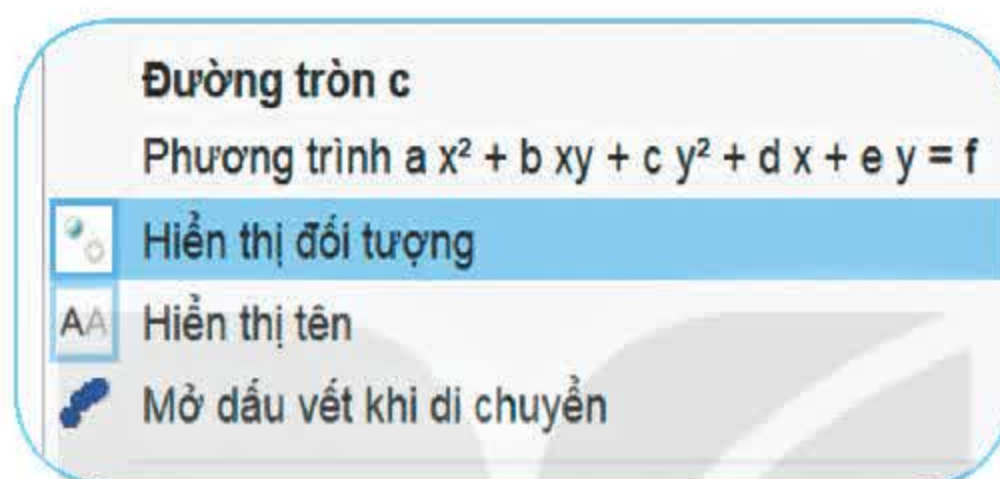 Đường tròn c
Phương trình a x² + b xy + c y² + d x + e y = f
Hiển thị đối tượng
AA Hiển thị tên
Mở dấu vết khi di chuyển